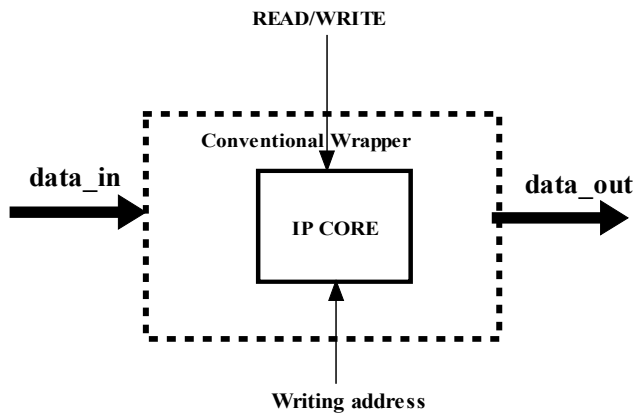 READ/WRITE
Conventional Wrapper
data_in
data_out
IP CORE
Writing address